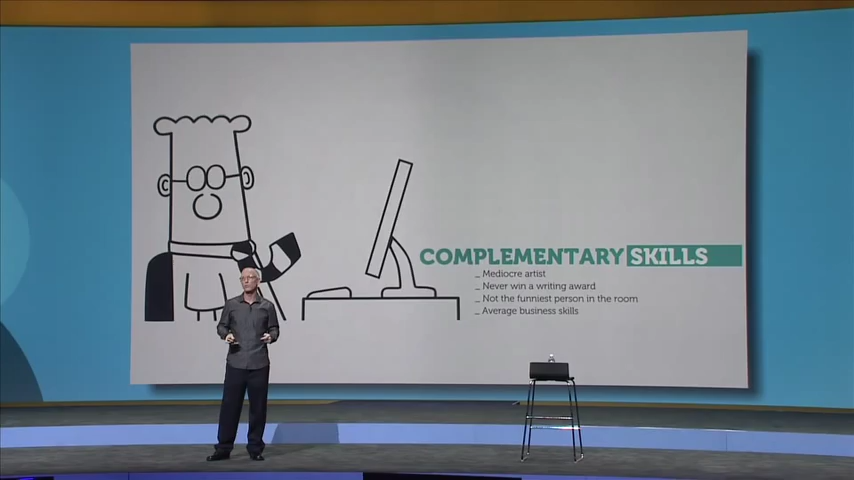 COMPLEMENTARY SKILLS
_ Mediocre artist
_ Never win a writing award
_ Not the funniest person in the room
_ Average business skills